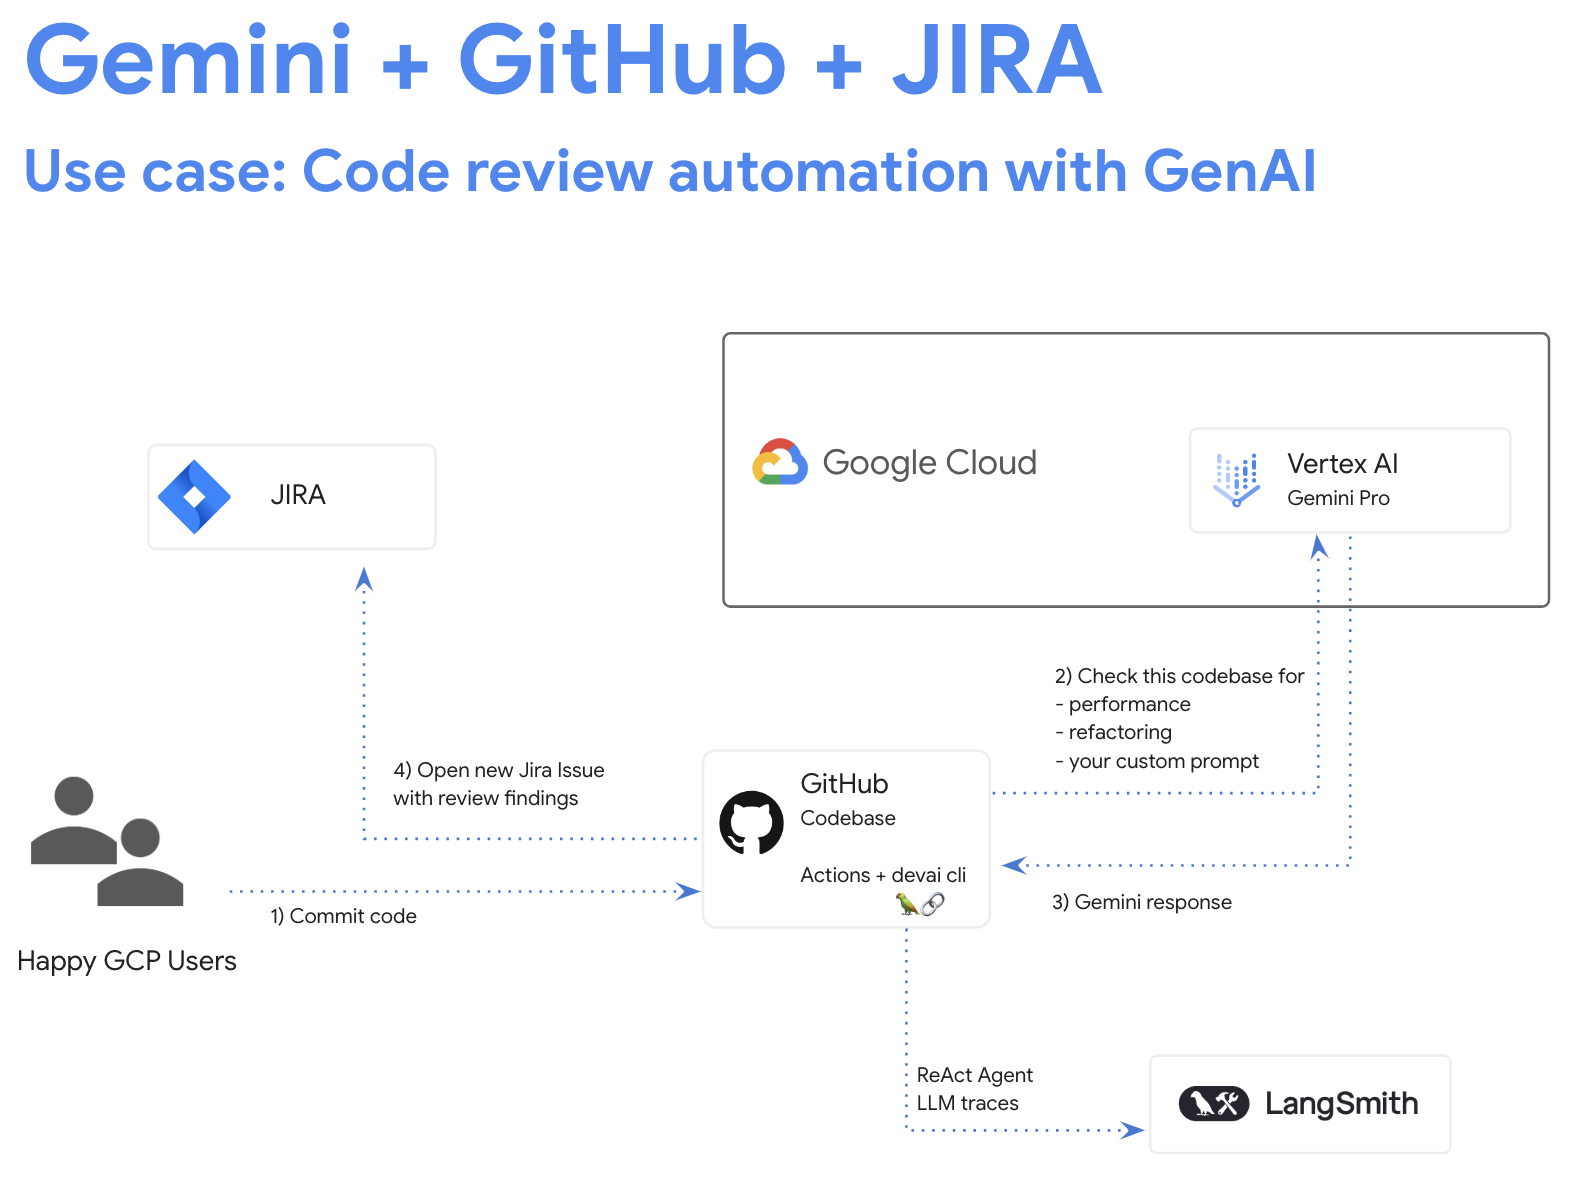 Gemini + GitHub + JIRA
Use case: Code review automation with GenAI
Google Cloud
Vertex AI
Gemini Pro
JIRA
2) Check this codebase for
- performance
- refactoring
- your custom prompt
4) Open new Jira Issue
with review findings
GitHub
Codebase
Actions + devai cli
1) Commit code
3) Gemini response
Happy GCP Users
ReAct Agent
LLM traces
LangSmith